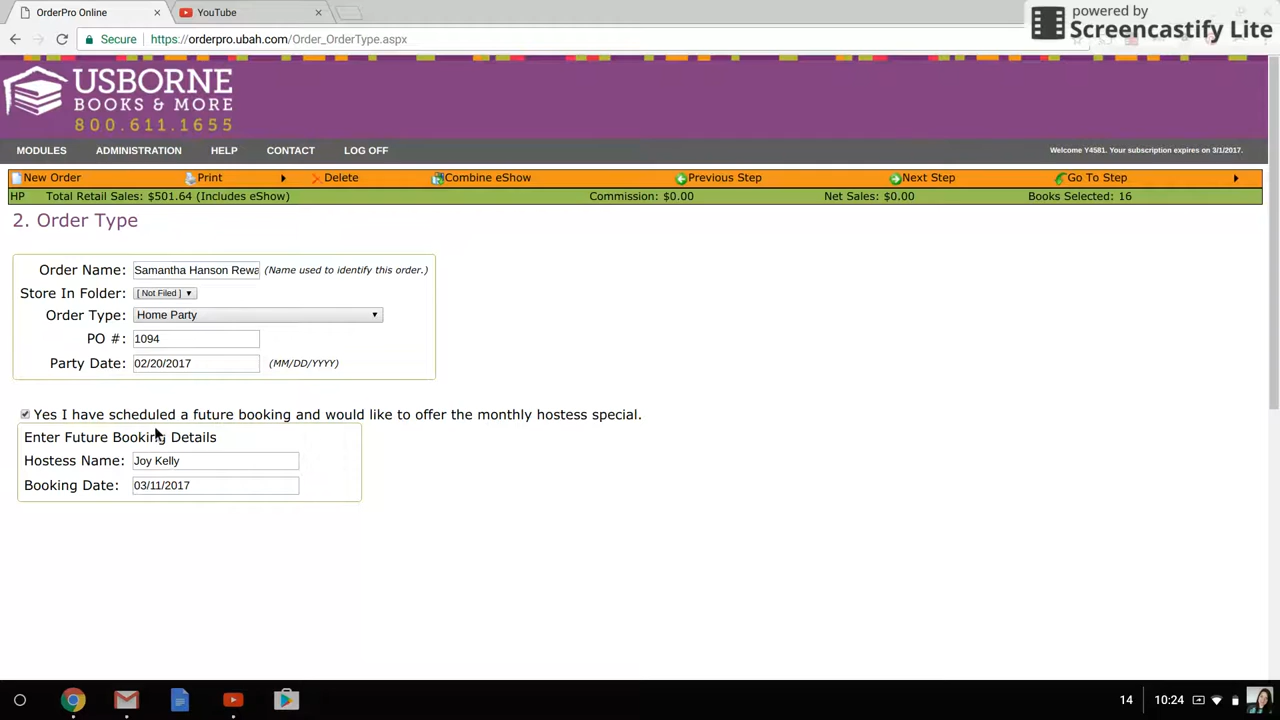 OrderPro Online × YouTube ×
powered by
Screencastify Lite
Secure https://orderpro.ubah.com/Order_OrderType.aspx
USBORNE
BOOKS & MORE
800.611.1655
MODULES ADMINISTRATION HELP CONTACT LOG OFF Welcome Y4581. Your subscription expires on 3/1/2017.
New Order Print Delete Combine eShow Previous Step Next Step Go To Step
HP Total Retail Sales: $501.64 (Includes eShow) Commission: $0.00 Net Sales: $0.00 Books Selected: 16
2. Order Type
Order Name: Samantha Hanson Rewa (Name used to identify this order.)
Store In Folder: [ Not Filed ]
Order Type: Home Party
PO #: 1094
Party Date: 02/20/2017 (MM/DD/YYYY)
Yes I have scheduled a future booking and would like to offer the monthly hostess special.
Enter Future Booking Details
Hostess Name: Joy Kelly
Booking Date: 03/11/2017
14 10:24